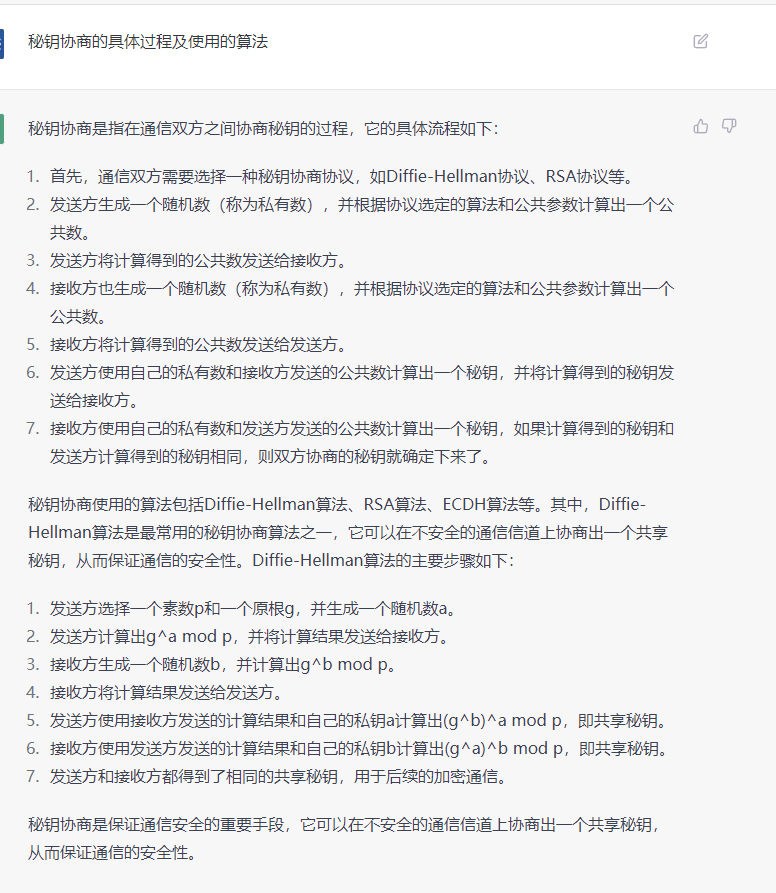 秘钥协商的具体过程及使用的算法
秘钥协商是指在通信双方之间协商秘钥的过程，它的具体流程如下：
1. 首先，通信双方需要选择一种秘钥协商协议，如Diffie-Hellman协议、RSA协议等。
2. 发送方生成一个随机数（称为私有数），并根据协议选定的算法和公共参数计算出一个公
共数。
3. 发送方将计算得到的公共数发送给接收方。
4. 接收方也生成一个随机数（称为私有数），并根据协议选定的算法和公共参数计算出一个
公共数。
5. 接收方将计算得到的公共数发送给发送方。
6. 发送方使用自己的私有数和接收方发送的公共数计算出一个秘钥，并将计算得到的秘钥发
送给接收方。
7. 接收方使用自己的私有数和发送方发送的公共数计算出一个秘钥，如果计算得到的秘钥和
发送方计算得到的秘钥相同，则双方协商的秘钥就确定下来了。
秘钥协商使用的算法包括Diffie-Hellman算法、RSA算法、ECDH算法等。其中，Diffie-
Hellman算法是最常用的秘钥协商算法之一，它可以在不安全的通信信道上协商出一个共享
秘钥，从而保证通信的安全性。Diffie-Hellman算法的主要步骤如下：
1. 发送方选择一个素数p和一个原根g，并生成一个随机数a。
2. 发送方计算出g^a mod p，并将计算结果发送给接收方。
3. 接收方生成一个随机数b，并计算出g^b mod p。
4. 接收方将计算结果发送给发送方。
5. 发送方使用接收方发送的计算结果和自己的私钥a计算出(g^b)^a mod p，即共享秘钥。
6. 接收方使用发送方发送的计算结果和自己的私钥b计算出(g^a)^b mod p，即共享秘钥。
7. 发送方和接收方都得到了相同的共享秘钥，用于后续的加密通信。
秘钥协商是保证通信安全的重要手段，它可以在不安全的通信信道上协商出一个共享秘钥，
从而保证通信的安全性。